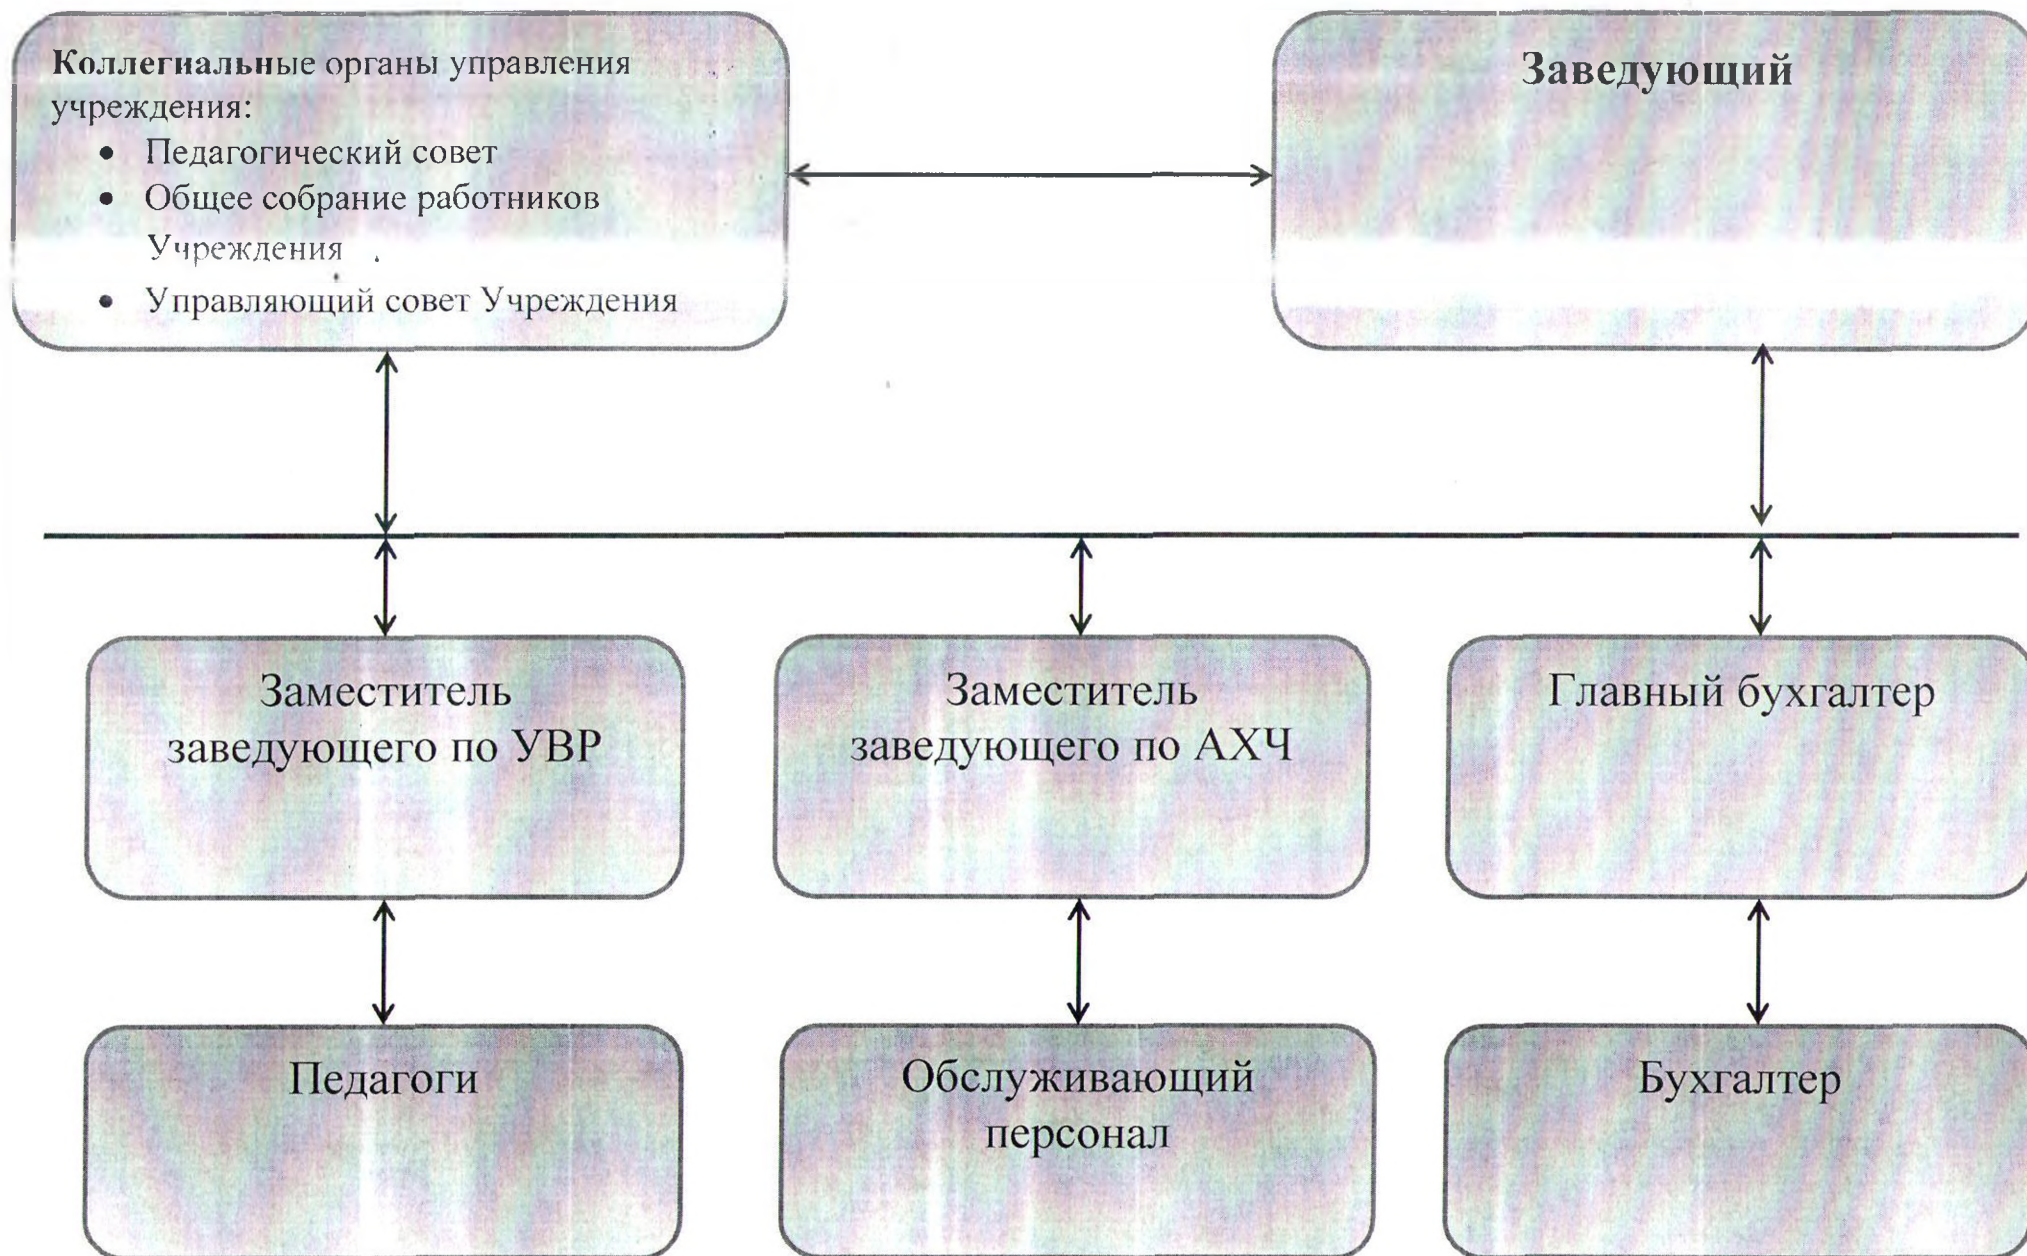 Коллегиальные органы управления
учреждения:
• Педагогический совет
• Общее собрание работников
Учреждения
• Управляющий совет Учреждения
Заведующий
Заместитель
заведующего по УВР
Заместитель
заведующего по АХЧ
Главный бухгалтер
Педагоги
Обслуживающий
персонал
Бухгалтер